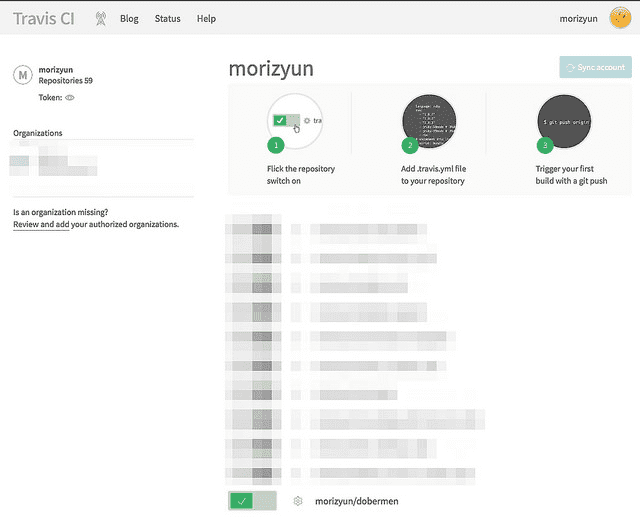 Travis CI
Blog
Status
Help
morizyun
M
morizyun
Repositories 59
Token:
Organizations
Is an organization missing?
Review and add your authorized organizations.
morizyun
Sync account
tra
$ git push origin
1
2
3
Flick the repository
switch on
Add .travis.yml file
to your repository
Trigger your first
build with a git push
morizyun/dobermen